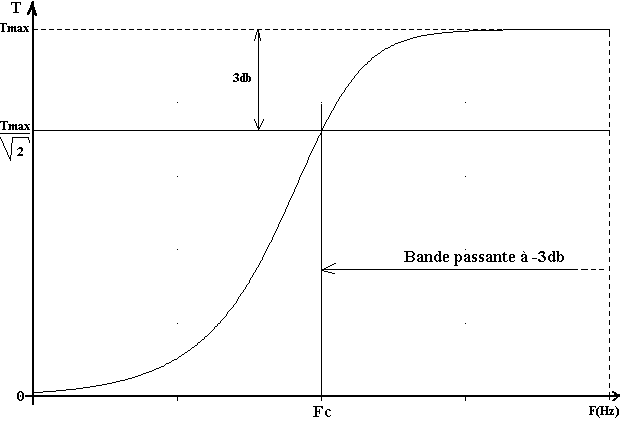 T
Tmax
3db
Tmax
√2
Bande passante à -3db
0
Fc
F(Hz)